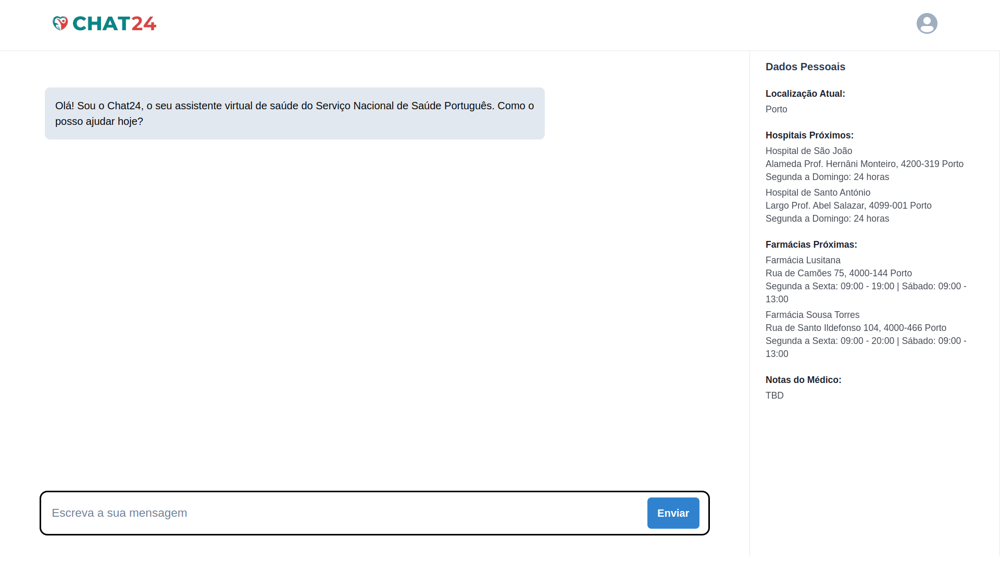 CHAT24
Olá! Sou o Chat24, o seu assistente virtual de saúde do Serviço Nacional de Saúde Português. Como o
posso ajudar hoje?
Escreva a sua mensagem
Enviar
Dados Pessoais
Localização Atual:
Porto
Hospitais Próximos:
Hospital de São João
Alameda Prof. Hernâni Monteiro, 4200-319 Porto
Segunda a Domingo: 24 horas
Hospital de Santo António
Largo Prof. Abel Salazar, 4099-001 Porto
Segunda a Domingo: 24 horas
Farmácias Próximas:
Farmácia Lusitana
Rua de Camões 75, 4000-144 Porto
Segunda a Sexta: 09:00 - 19:00 | Sábado: 09:00 -
13:00
Farmácia Sousa Torres
Rua de Santo Ildefonso 104, 4000-466 Porto
Segunda a Sexta: 09:00 - 20:00 | Sábado: 09:00 -
13:00
Notas do Médico:
TBD